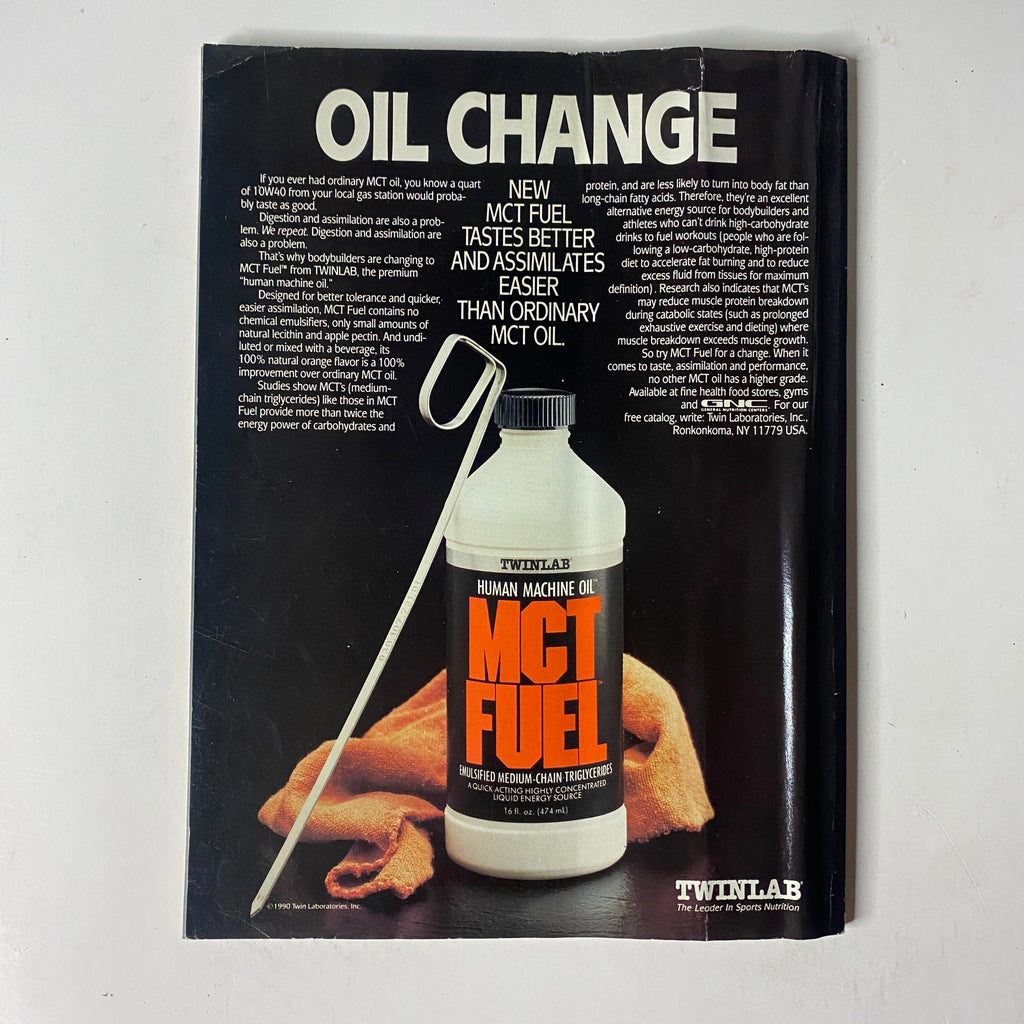 OIL CHANGE
If you ever had ordinary MCT oil, you know a quart
of 10W40 from your local gas station would proba-
bly taste as good.
Digestion and assimilation are also a prob-
lem. We repeat. Digestion and assimilation are
also a problem.
That's why bodybuilders are changing to
MCT Fuel™ from TWINLAB, the premium
"human machine oil."
Designed for better tolerance and quicker,
easier assimilation, MCT Fuel contains no
chemical emulsifiers, only small amounts of
natural lecithin and apple pectin. And undi-
luted or mixed with a beverage, its
100% natural orange flavor is a 100%
improvement over ordinary MCT oil.
Studies show MCT's (medium-
chain triglycerides) like those in MCT
Fuel provide more than twice the
energy power of carbohydrates and
NEW
MCT FUEL
TASTES BETTER
AND ASSIMILATES
EASIER
THAN ORDINARY
MCT OIL.
protein, and are less likely to turn into body fat than
long-chain fatty acids. Therefore, they're an excellent
alternative energy source for bodybuilders and
athletes who can't drink high-carbohydrate
drinks to fuel workouts (people who are fol-
lowing a low-carbohydrate, high-protein
diet to accelerate fat burning and to reduce
excess fluid from tissues for maximum
definition). Research also indicates that MCT's
may reduce muscle protein breakdown
during catabolic states (such as prolonged
exhaustive exercise and dieting) where
muscle breakdown exceeds muscle growth.
So try MCT Fuel for a change. When it
comes to taste, assimilation and performance,
no other MCT oil has a higher grade.
Available at fine health food stores, gyms
and GNC GENERAL NUTRITION CENTERS. For our
free catalog, write: Twin Laboratories, Inc.,
Ronkonkoma, NY 11779 USA.
TWINLAB®
HUMAN MACHINE OIL™
MCT
FUEL™
EMULSIFIED MEDIUM-CHAIN TRIGLYCERIDES
A QUICK ACTING HIGHLY CONCENTRATED
LIQUID ENERGY SOURCE
16 fl. oz. (474 mL)
©1990 Twin Laboratories, Inc.
TWINLAB®
The Leader In Sports Nutrition